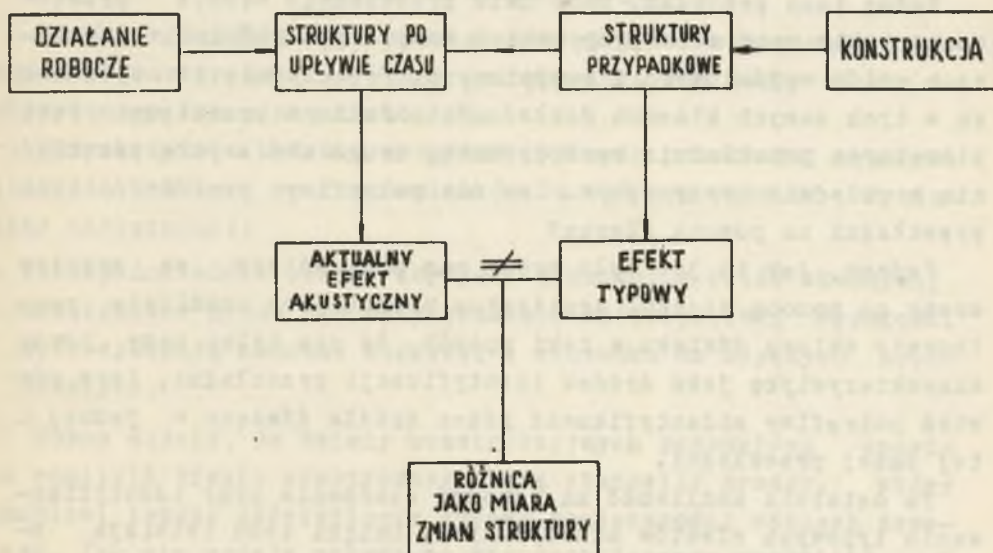 DZIAŁANIE
ROBOCZE
STRUKTURY PO
UPŁYWIE CZASU
STRUKTURY
PRZYPADKOWE
KONSTRUKCJA
AKTUALNY
EFEKT
AKUSTYCZNY
≠
EFEKT
TYPOWY
RÓŻNICA
JAKO MIARA
ZMIAN STRUKTURY